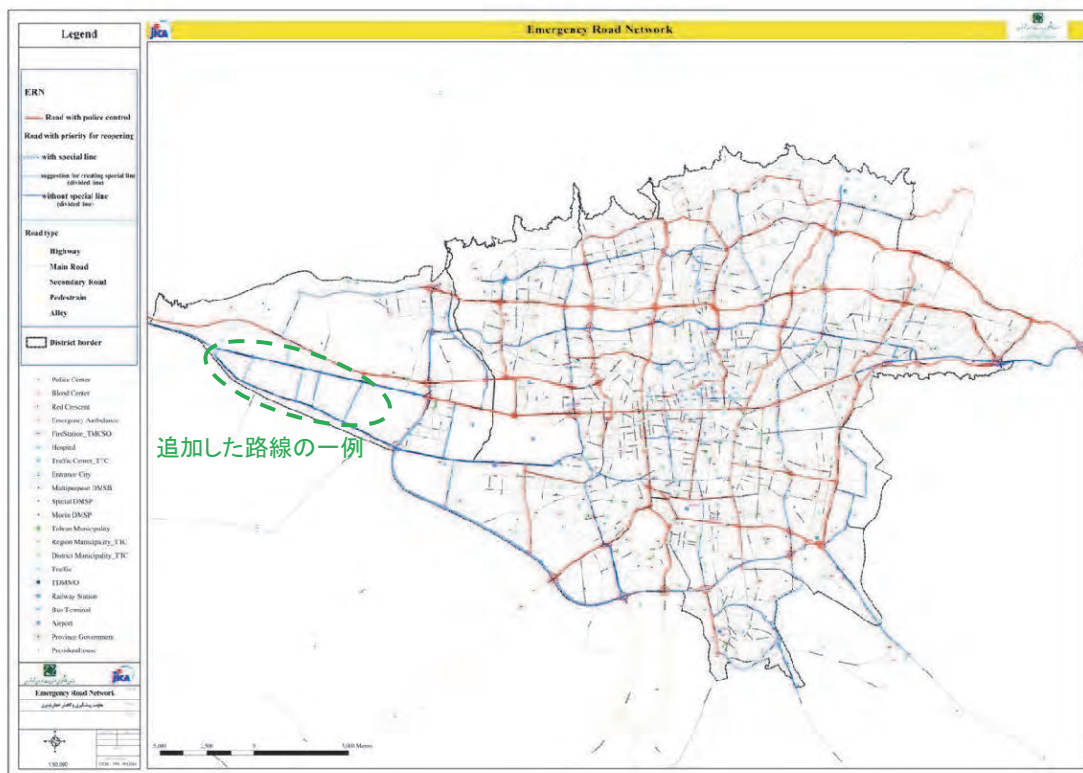 Legend
ERN
Road with police control
Road with priority for reopening
with special line
suggestion for creating special line
(divided line)
without special line
(divided line)
Road type
Highway
Main Road
Secondary Road
Pedestrain
Alley
District border
Police Center
Blood Center
Red Crescent
Emergency Ambulance
FireStation_TMCSO
Hospital
Traffic Center_TTC
Entrance City
Multipurpose DMSB
Special DMSP
Morin DMSP
Tehran Municipality
Region Municipality_TTC
District Municipality_TTC
Traffic
TDMMO
Railway Station
Bus Terminal
Airport
Province Government
JICA
Emergency Road Network
JICA
Emergency Road Network
追加した路線の一例
5,000 2,500 0 5,000 Meters